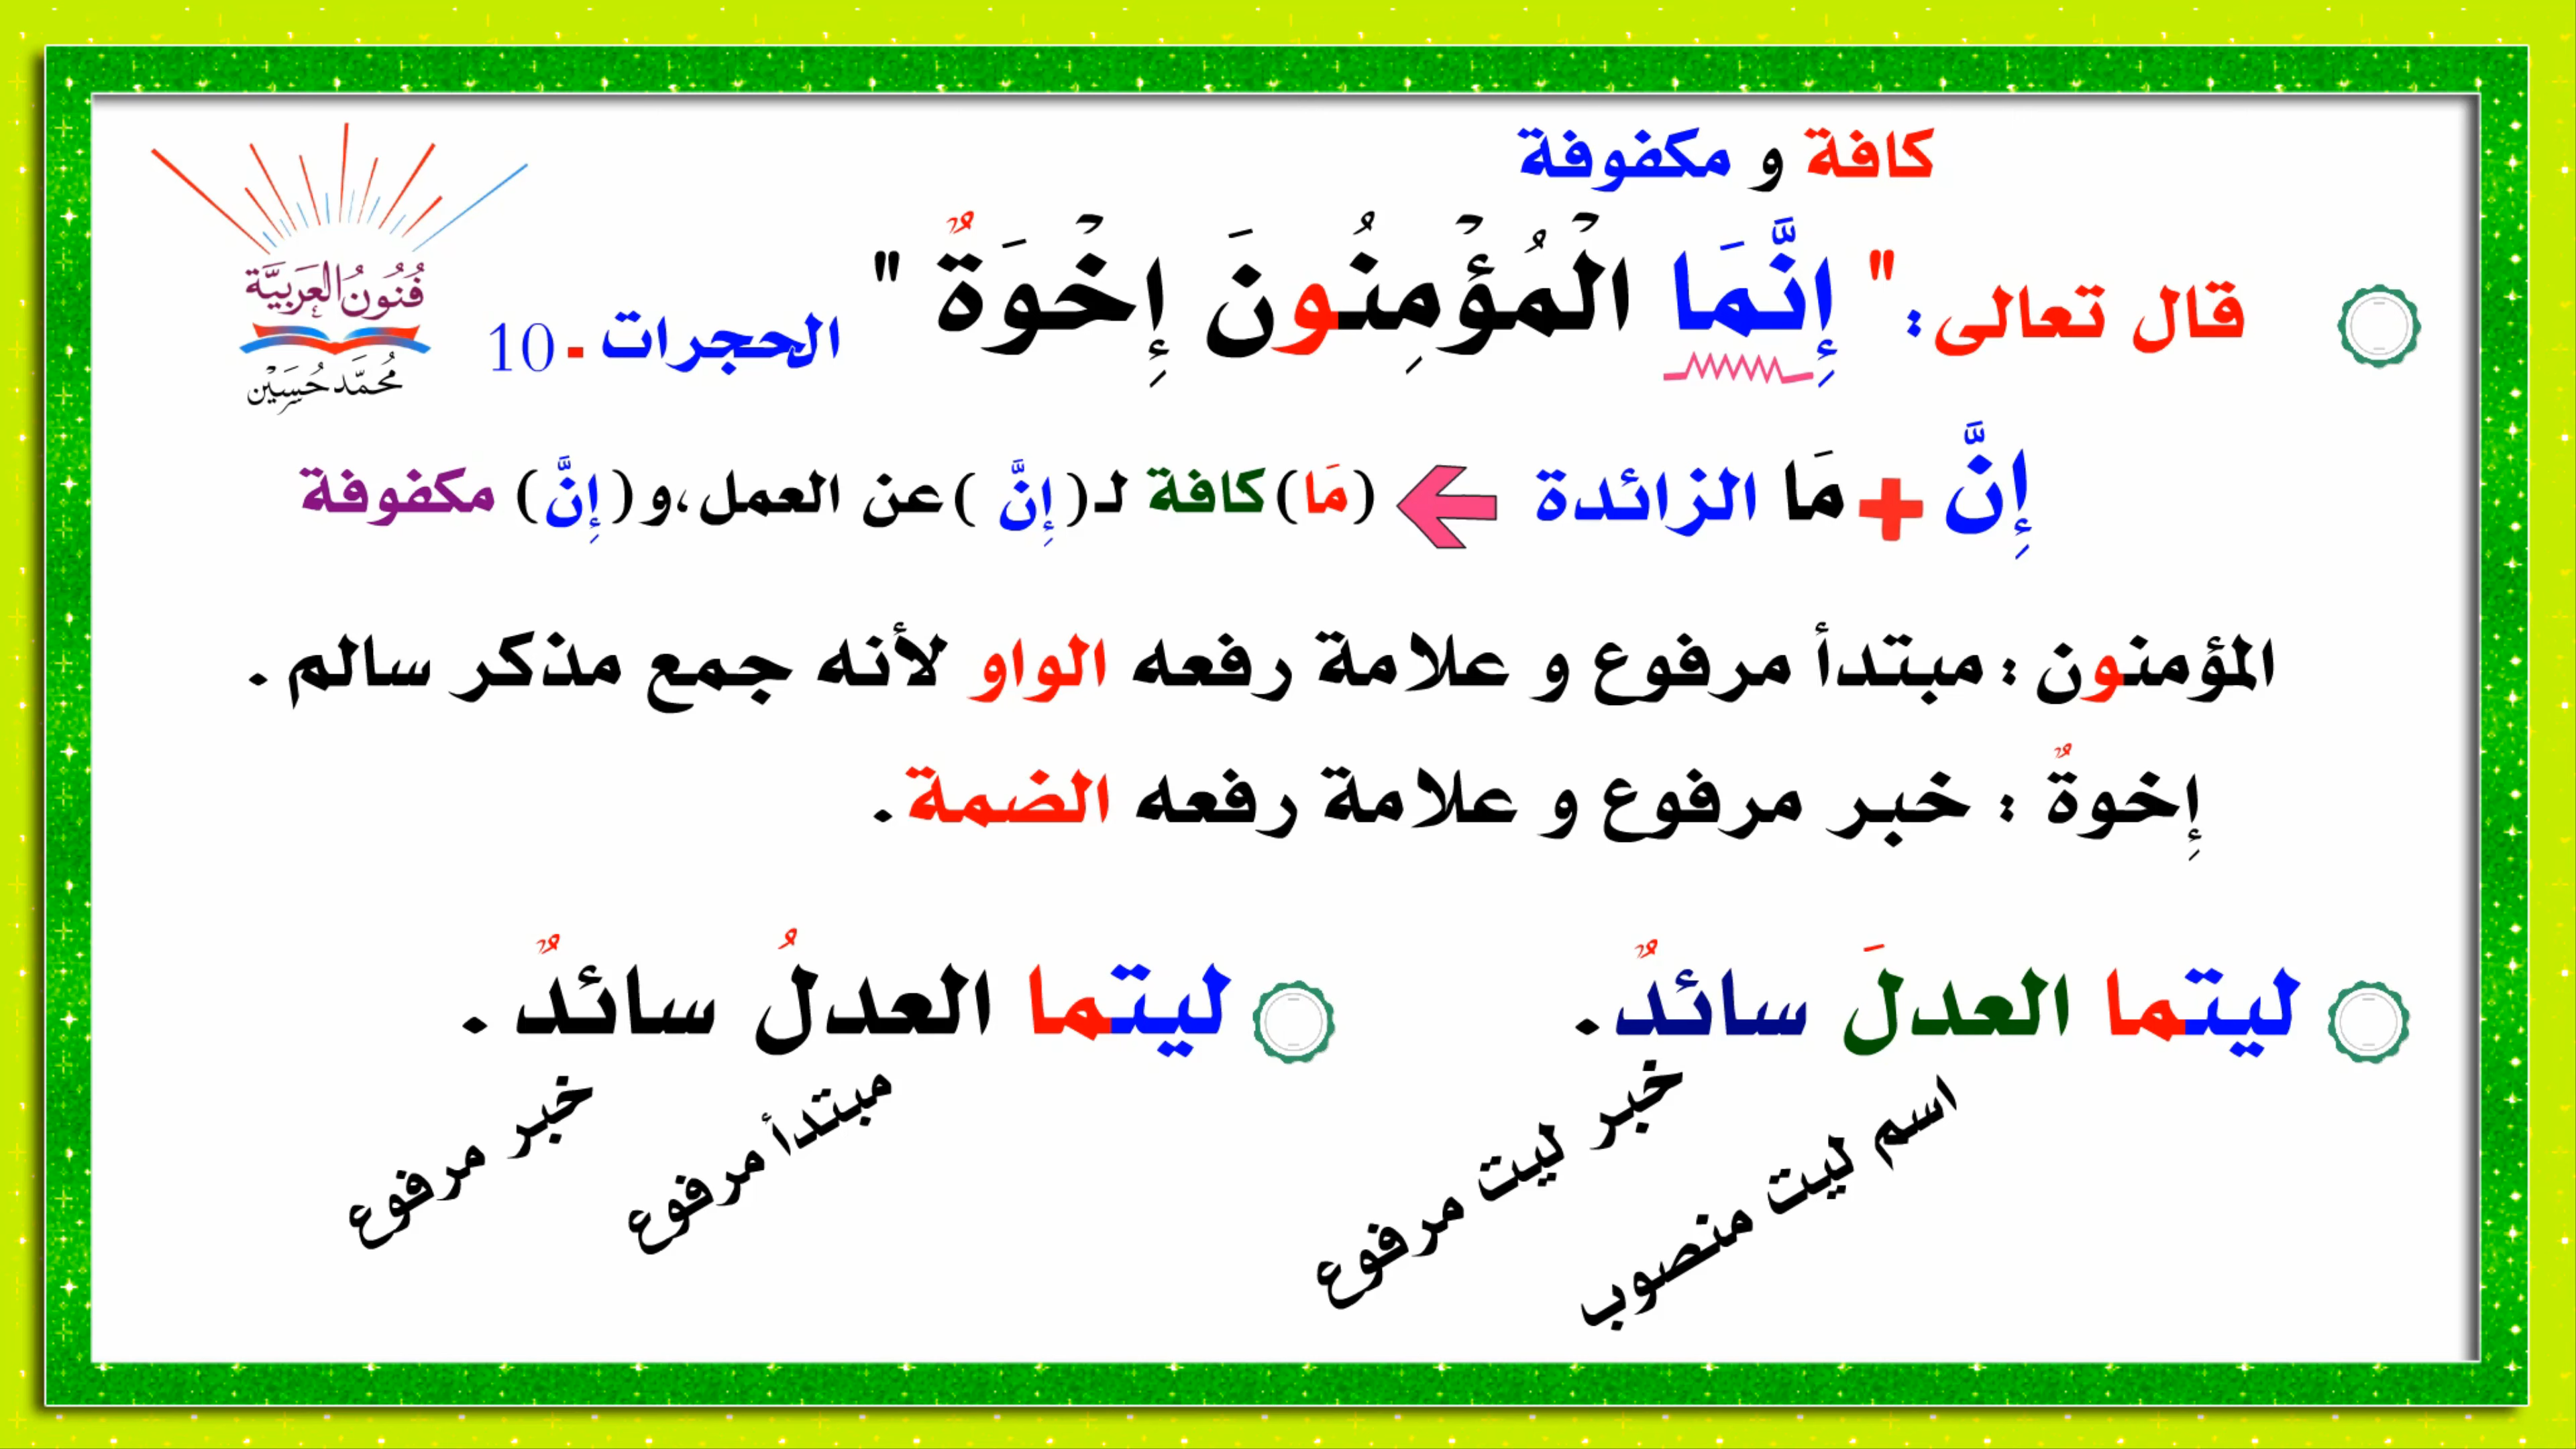 كافة و مكفوفة
قال تعالى: " إِنَّمَا الْمُؤْمِنُونَ إِخْوَةٌ " الحجرات - 10
فُنُونُ العَرَبِيَّة
مُحَمَّد حُسَيْن
إِنَّ + مَا الزائدة (مَا) كافة لـ ( إِنَّ ) عن العمل ،و (إِنَّ) مكفوفة
المؤمنون : مبتدأ مرفوع و علامة رفعه الواو لأنه جمع مذكر سالم .
إِخوةٌ : خبر مرفوع و علامة رفعه الضمة .
ليتما العدلَ سائدٌ .
اسم ليت منصوب
خبر ليت مرفوع
ليتما العدلُ سائدٌ .
مبتدأ مرفوع
خبر مرفوع